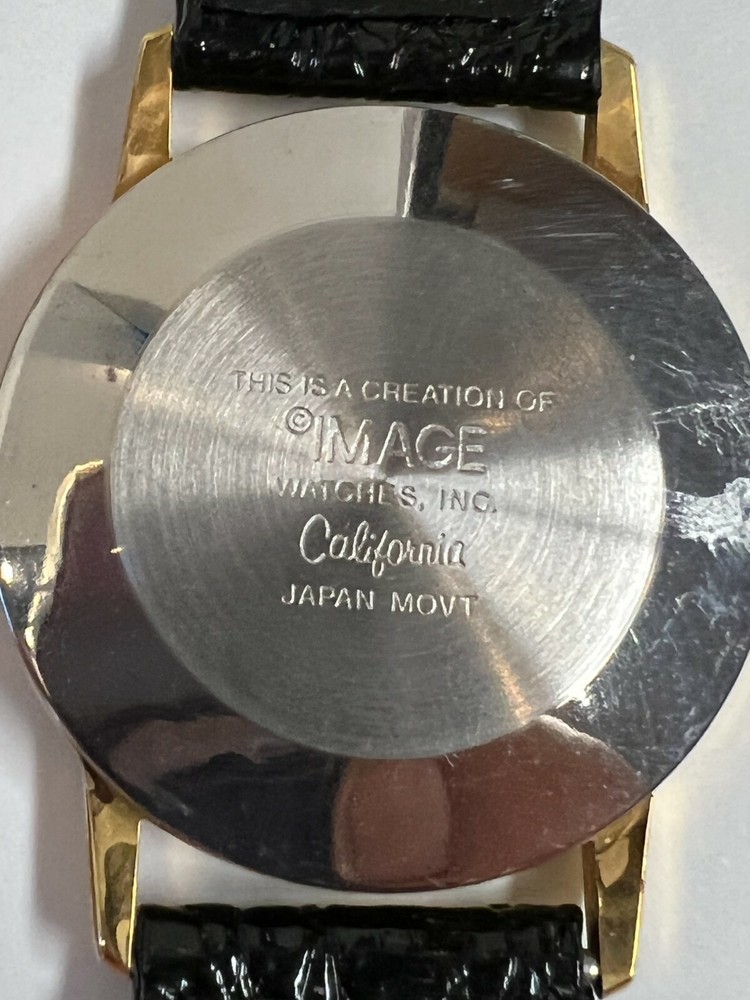 THIS IS A CREATION OF
©IMAGE
WATCHES, INC.
California
JAPAN MOVT